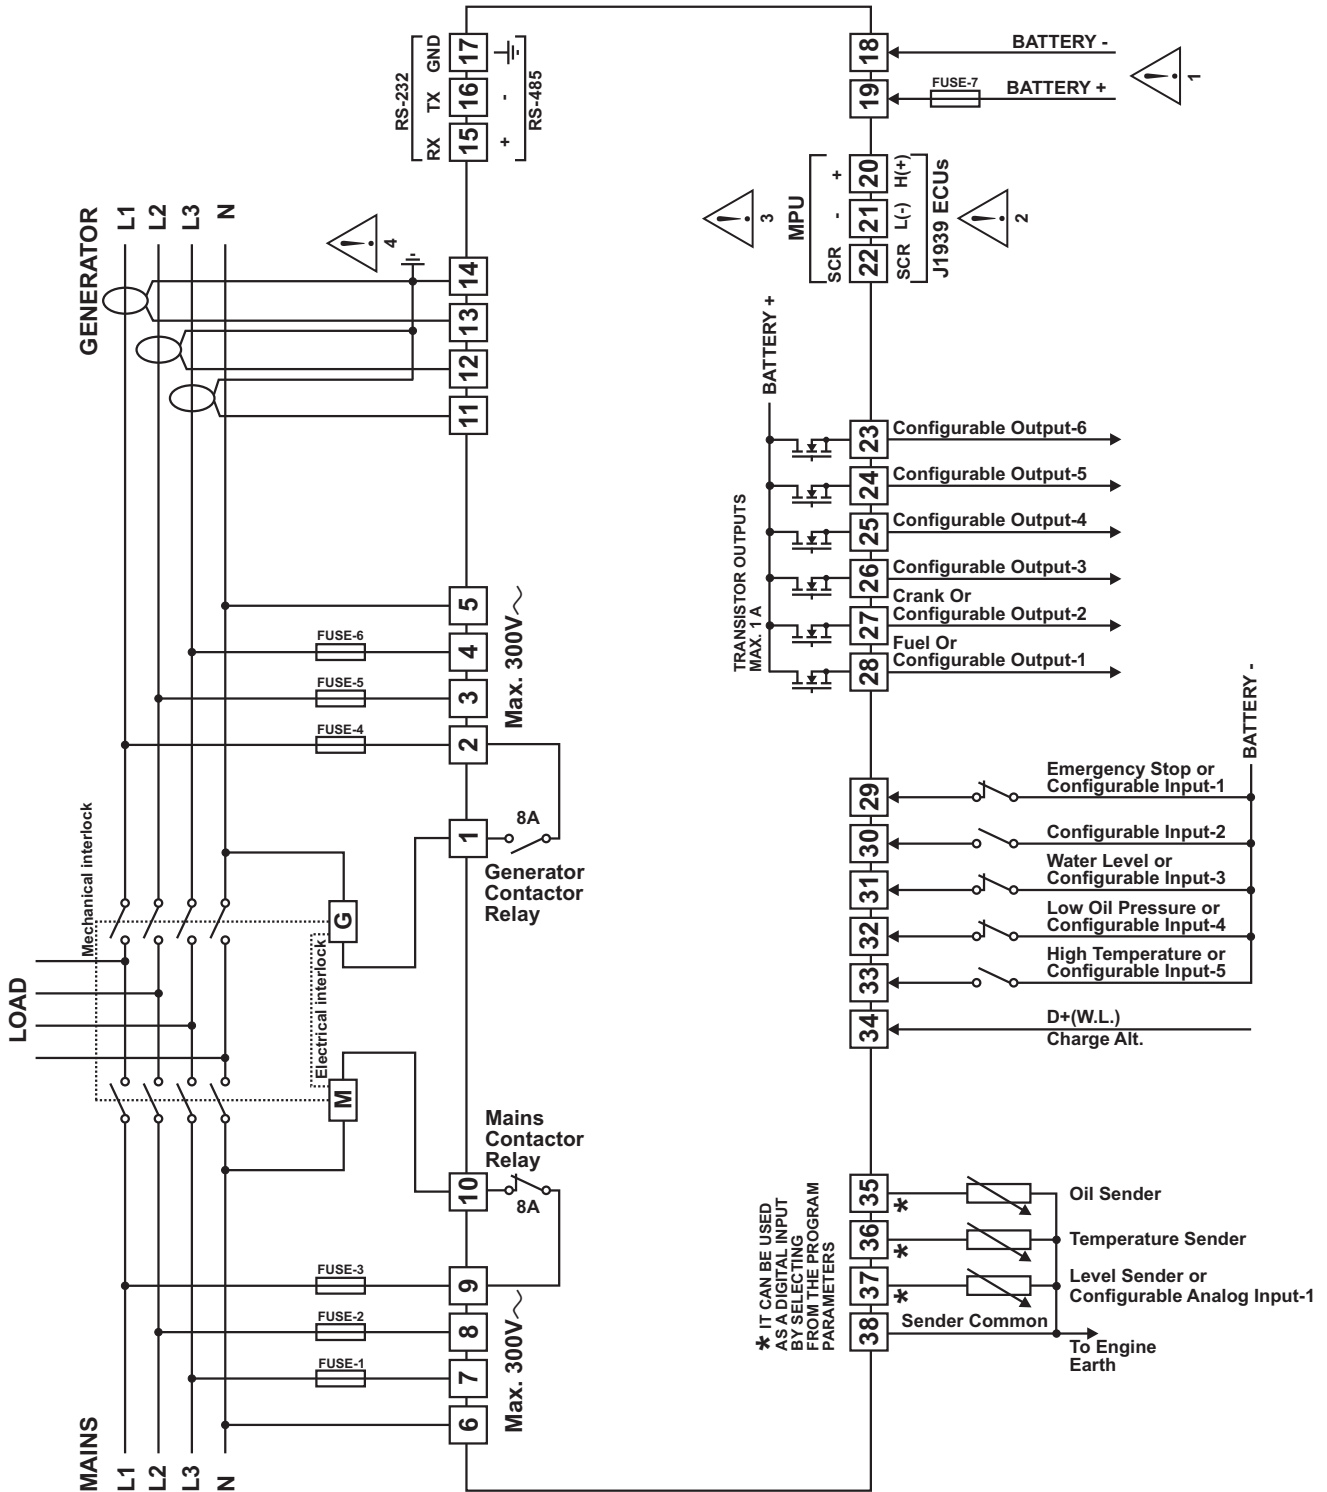 RS-232
RX TX GND
17
16
15
+ -
RS-485
GENERATOR
L1
L2
L3
N
4
14
13
12
11
5
4
3
2
1
FUSE-6
FUSE-5
FUSE-4
Max. 300V
8A
Generator
Contactor
Relay
Mechanical interlock
G
Electrical interlock
M
LOAD
Mains
Contactor
Relay
8A
10
9
8
7
6
FUSE-3
FUSE-2
FUSE-1
Max. 300V
MAINS
L1
L2
L3
N
18
BATTERY -
19
FUSE-7
BATTERY +
1
3
MPU
SCR - +
20
21
22
SCR L(-) H(+)
J1939 ECUs
2
BATTERY +
TRANSISTOR OUTPUTS
MAX. 1 A
23
Configurable Output-6
24
Configurable Output-5
25
Configurable Output-4
26
Configurable Output-3
27
Crank Or
Configurable Output-2
28
Fuel Or
Configurable Output-1
BATTERY -
29
Emergency Stop or
Configurable Input-1
30
Configurable Input-2
31
Water Level or
Configurable Input-3
32
Low Oil Pressure or
Configurable Input-4
33
High Temperature or
Configurable Input-5
34
D+(W.L.)
Charge Alt.
* IT CAN BE USED
AS A DIGITAL INPUT
BY SELECTING
FROM THE PROGRAM
PARAMETERS
35
*
Oil Sender
36
*
Temperature Sender
37
*
Level Sender or
Configurable Analog Input-1
38
Sender Common
To Engine
Earth